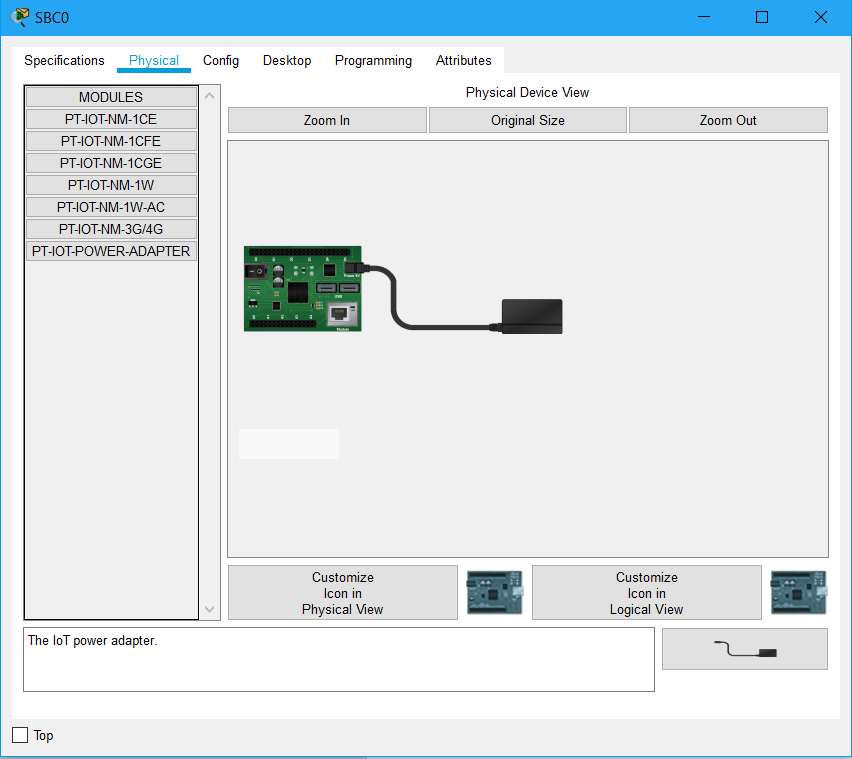 SBC0
Specifications Physical Config Desktop Programming Attributes
MODULES
PT-IOT-NM-1CE
PT-IOT-NM-1CFE
PT-IOT-NM-1CGE
PT-IOT-NM-1W
PT-IOT-NM-1W-AC
PT-IOT-NM-3G/4G
PT-IOT-POWER-ADAPTER
Physical Device View
Zoom In Original Size Zoom Out
USB
Module
Customize
Icon in
Physical View
Customize
Icon in
Logical View
The IoT power adapter.
Top